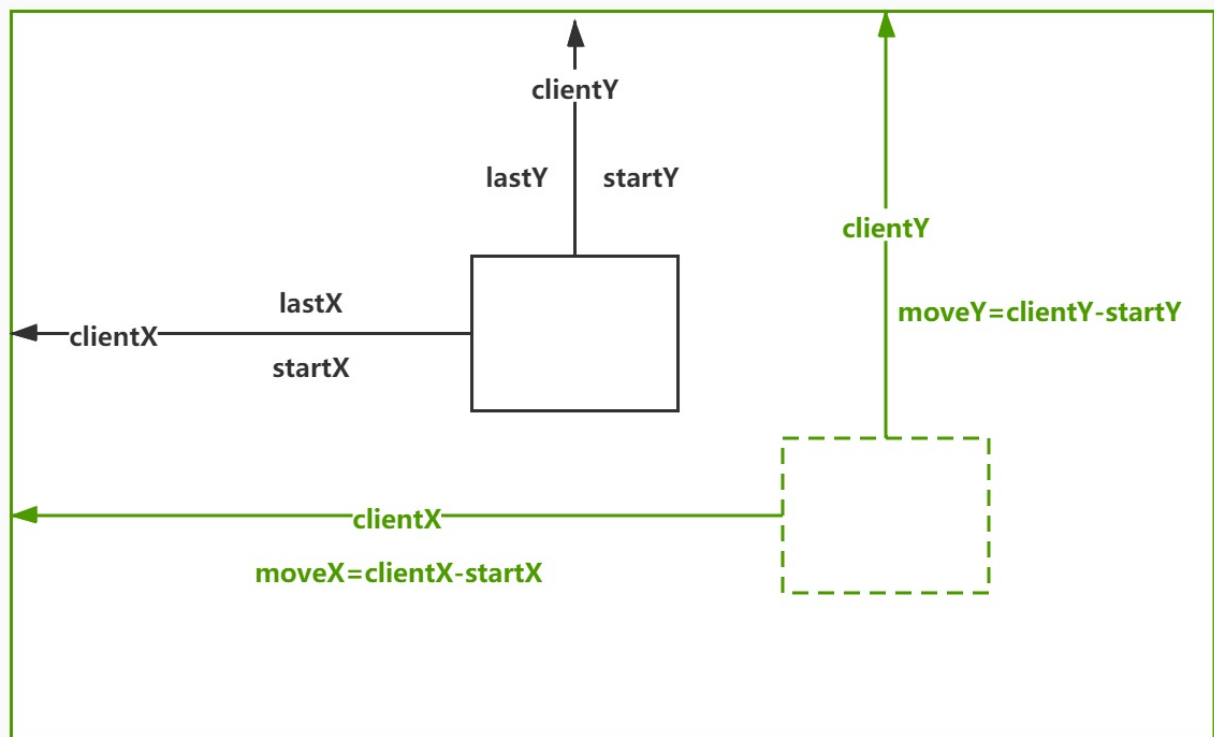 clientY
lastY startY
clientY
lastX
moveY=clientY-startY
clientX
startX
clientX
moveX=clientX-startX